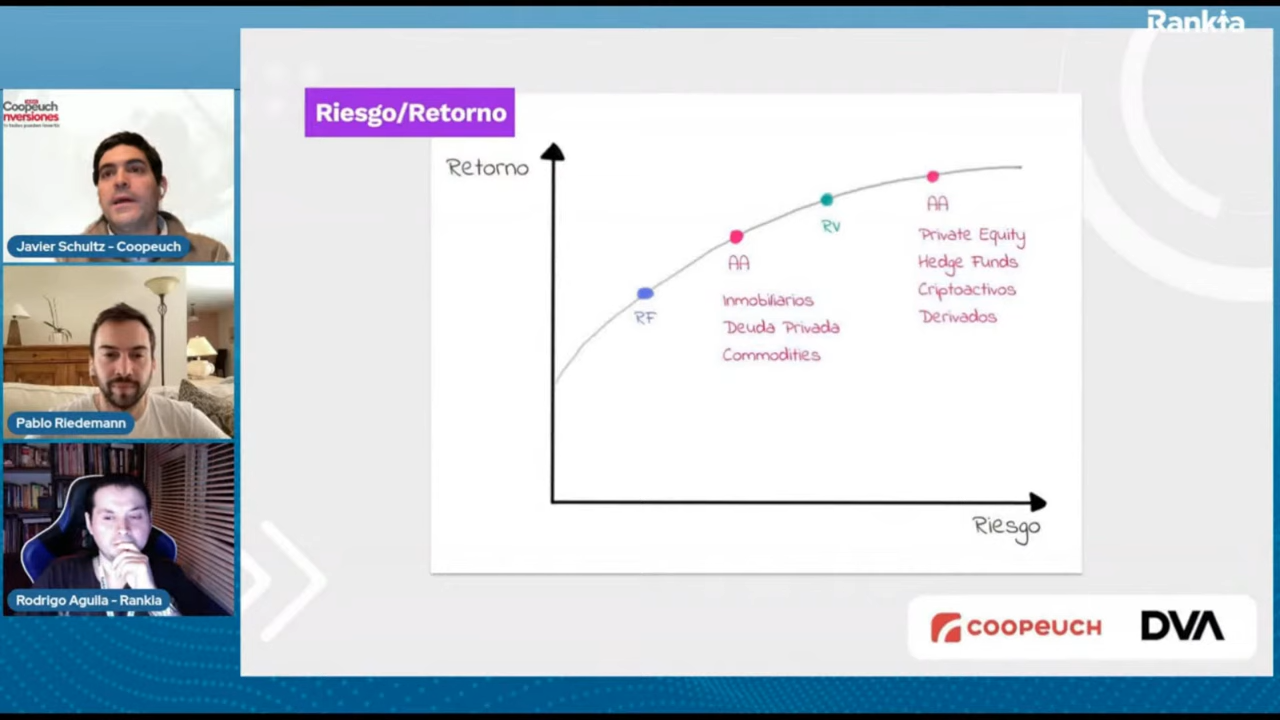 Rankia
Coopeuch
Inversiones
Javier Schultz - Coopeuch
Pablo Riedemann
Rodrigo Aguila - Rankia
Riesgo/Retorno
Retorno
RF
AA
Inmobiliarios
Deuda Privada
Commodities
RV
AA
Private Equity
Hedge Funds
Criptoactivos
Derivados
Riesgo
COOPEUCH
DVA